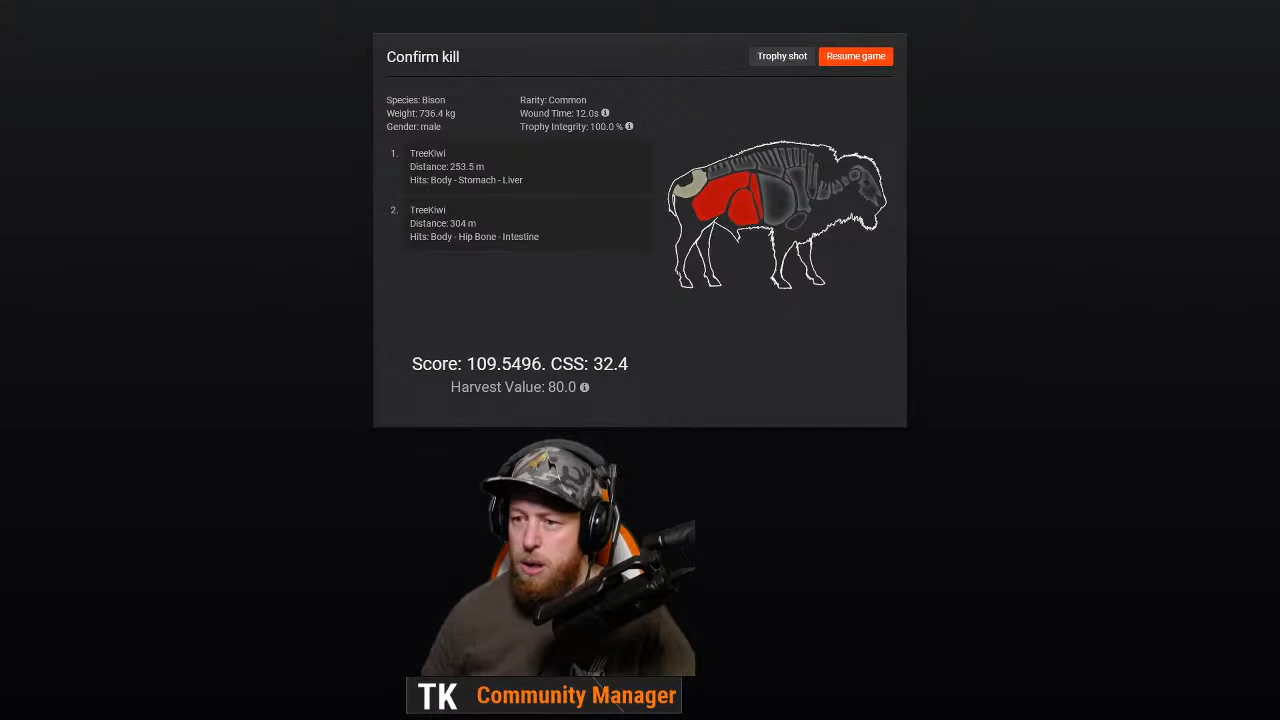 Confirm kill
Trophy shot
Resume game
Species: Bison
Weight: 736.4 kg
Gender: male
Rarity: Common
Wound Time: 12.0s
Trophy Integrity: 100.0 %
1.
TreeKiwi
Distance: 253.5 m
Hits: Body - Stomach - Liver
2.
TreeKiwi
Distance: 304 m
Hits: Body - Hip Bone - Intestine
Score: 109.5496. CSS: 32.4
Harvest Value: 80.0
TK Community Manager